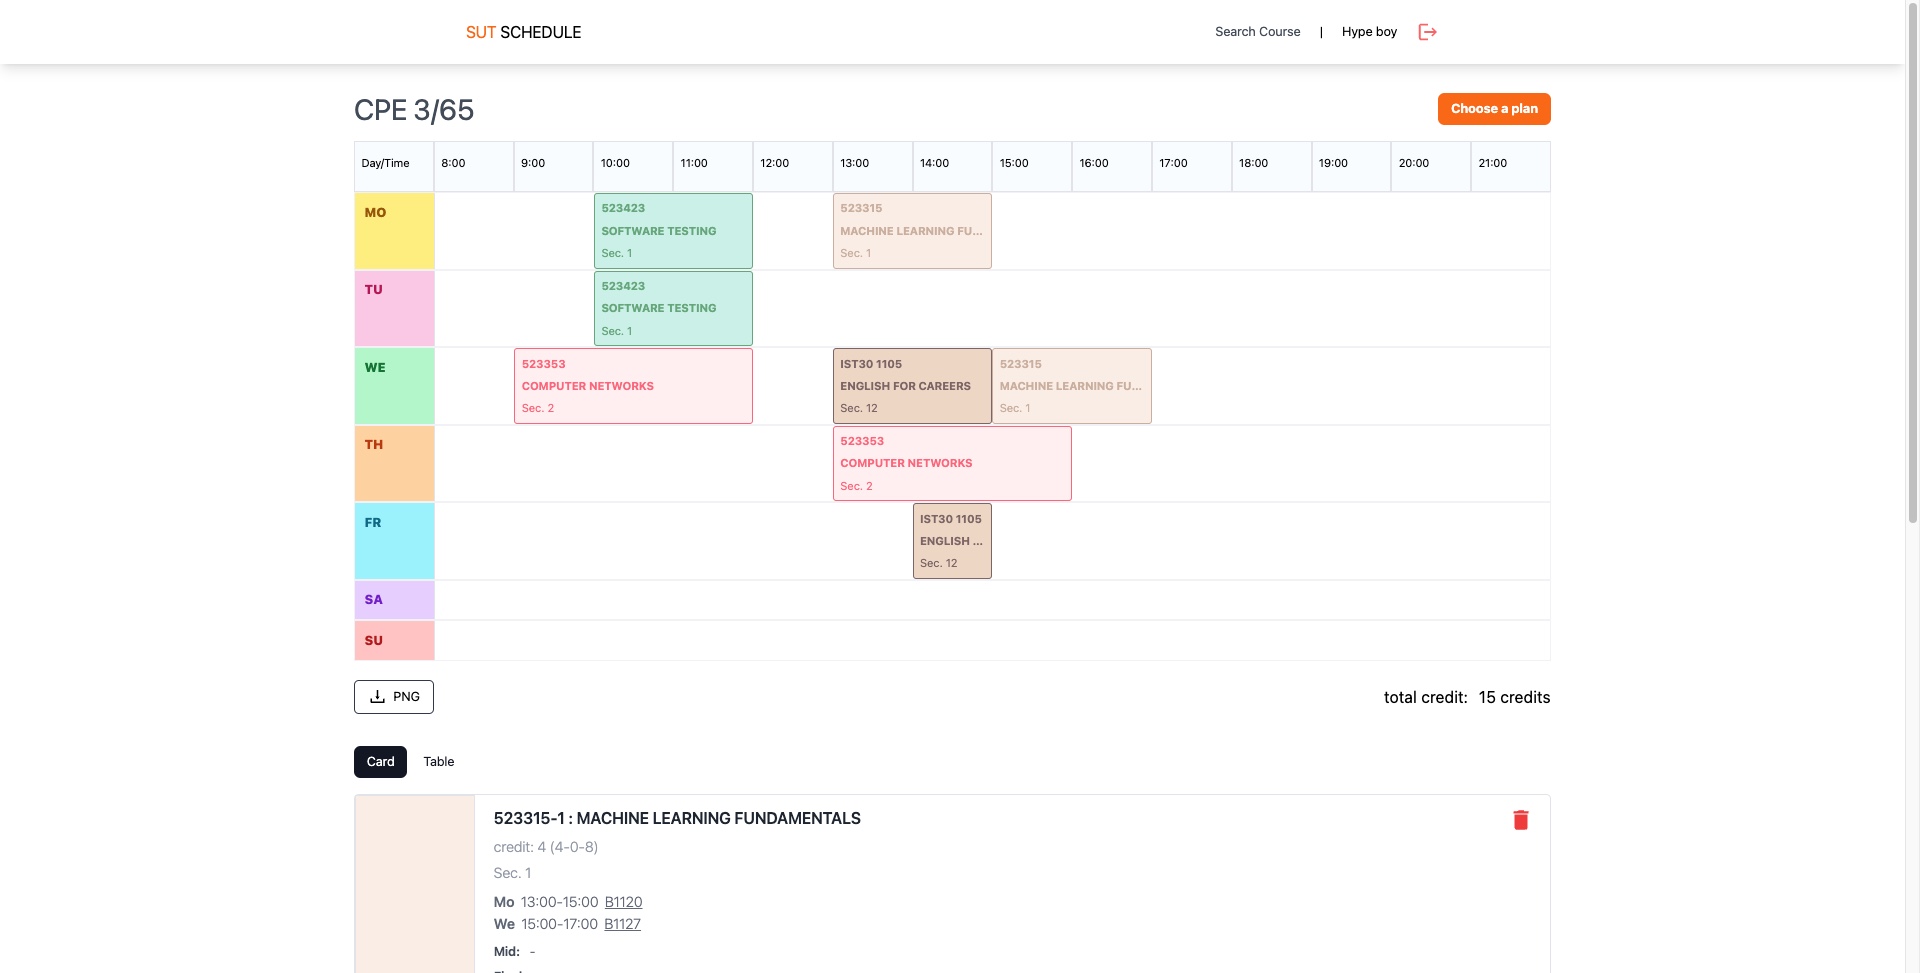 SUT SCHEDULE
Search Course | Hype boy
CPE 3/65
Choose a plan
Day/Time 8:00 9:00 10:00 11:00 12:00 13:00 14:00 15:00 16:00 17:00 18:00 19:00 20:00 21:00
MO
523423
SOFTWARE TESTING
Sec. 1
523315
MACHINE LEARNING FU...
Sec. 1
TU
523423
SOFTWARE TESTING
Sec. 1
WE
523353
COMPUTER NETWORKS
Sec. 2
IST30 1105
ENGLISH FOR CAREERS
Sec. 12
523315
MACHINE LEARNING FU...
Sec. 1
TH
523353
COMPUTER NETWORKS
Sec. 2
FR
IST30 1105
ENGLISH ...
Sec. 12
SA
SU
PNG
total credit: 15 credits
Card Table
523315-1 : MACHINE LEARNING FUNDAMENTALS
credit: 4 (4-0-8)
Sec. 1
Mo 13:00-15:00 B1120
We 15:00-17:00 B1127
Mid: -